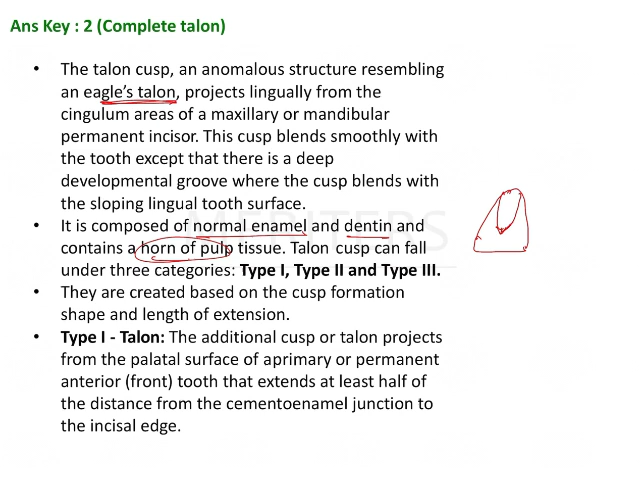 Ans Key : 2 (Complete talon)
• The talon cusp, an anomalous structure resembling
an eagle's talon, projects lingually from the
cingulum areas of a maxillary or mandibular
permanent incisor. This cusp blends smoothly with
the tooth except that there is a deep
developmental groove where the cusp blends with
the sloping lingual tooth surface.
• It is composed of normal enamel and dentin and
contains a horn of pulp tissue. Talon cusp can fall
under three categories: Type I, Type II and Type III.
• They are created based on the cusp formation
shape and length of extension.
• Type I - Talon: The additional cusp or talon projects
from the palatal surface of aprimary or permanent
anterior (front) tooth that extends at least half of
the distance from the cementoenamel junction to
the incisal edge.
MERITERS